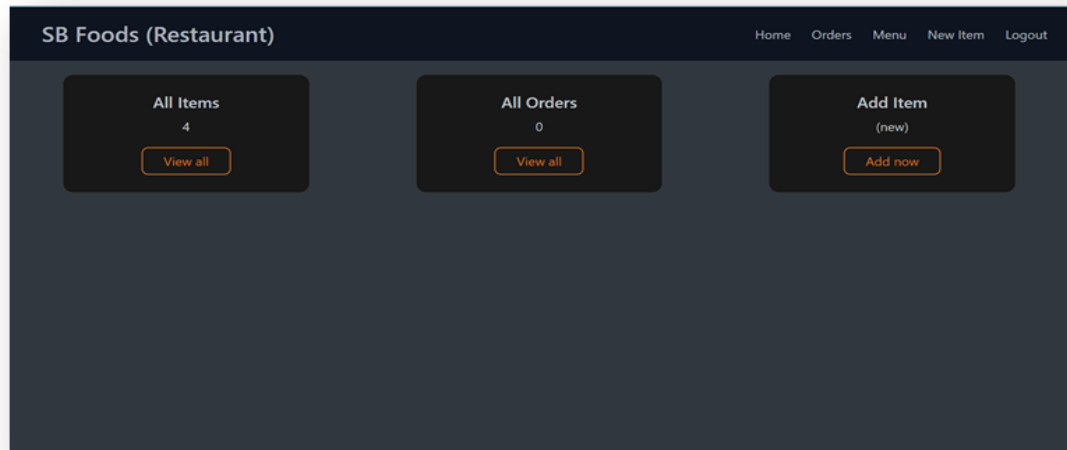 SB Foods (Restaurant)
Home Orders Menu New Item Logout
All Items
4
View all
All Orders
0
View all
Add Item
(new)
Add now